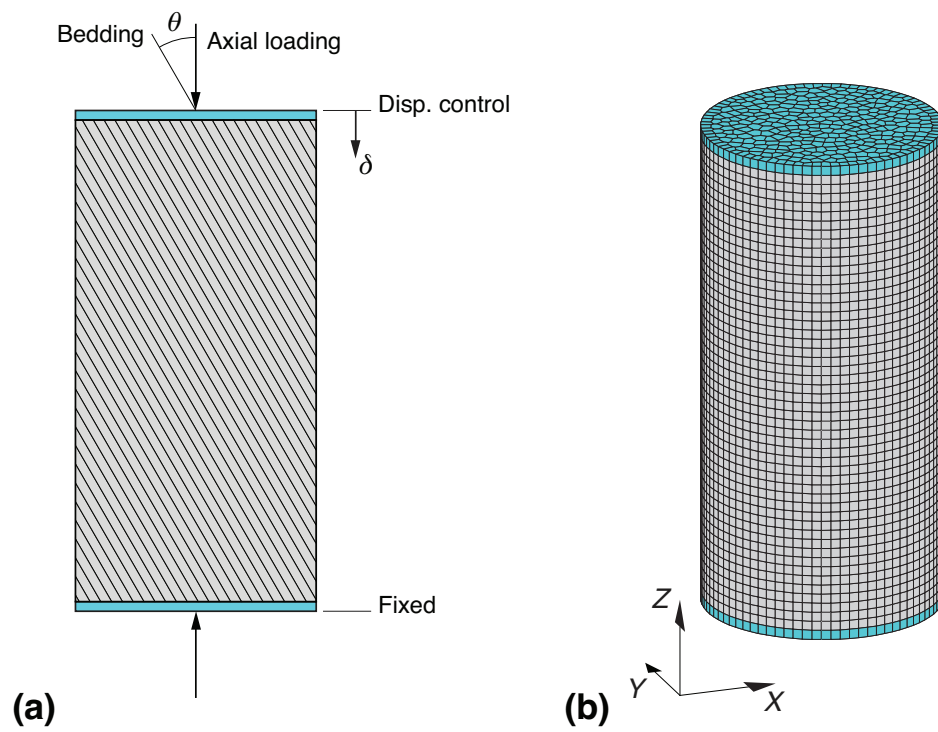 θ
Bedding
Axial loading
Disp. control
δ
Fixed
(a)
Z
Y
X
(b)